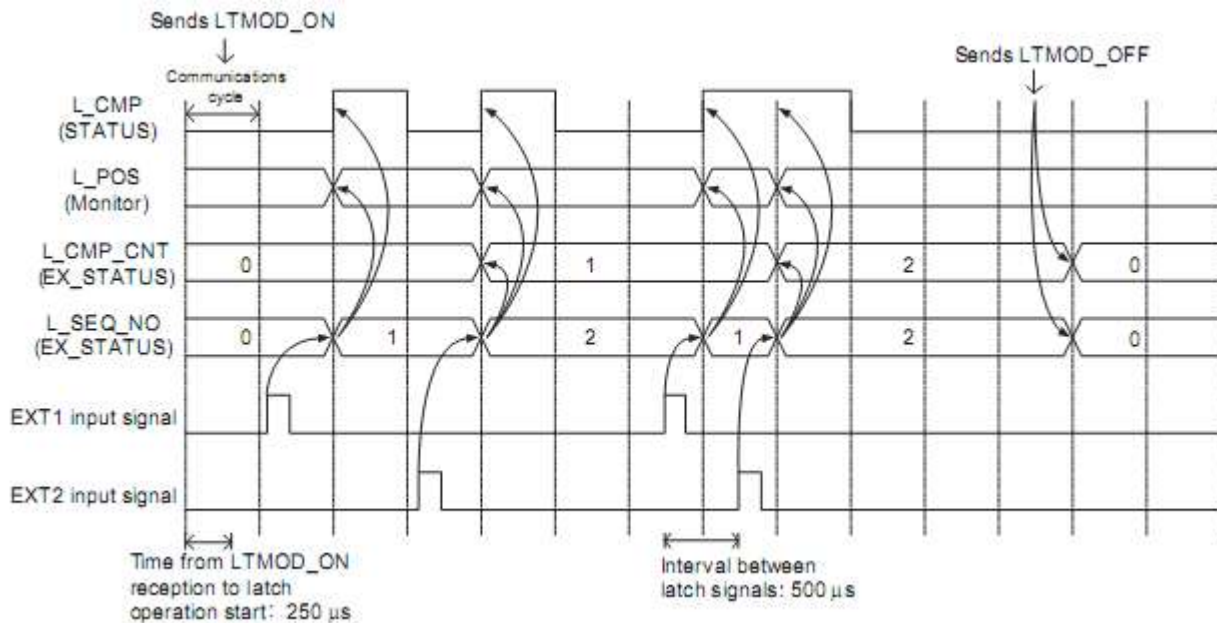 Sends LTMOD_ON
Communications
cycle
Sends LTMOD_OFF
L_CMP
(STATUS)
L_POS
(Monitor)
L_CMP_CNT
(EX_STATUS)
0
1
2
0
L_SEQ_NO
(EX_STATUS)
0
1
2
1
2
0
EXT1 input signal
EXT2 input signal
Time from LTMOD_ON
reception to latch
operation start: 250 µs
Interval between
latch signals: 500 µs